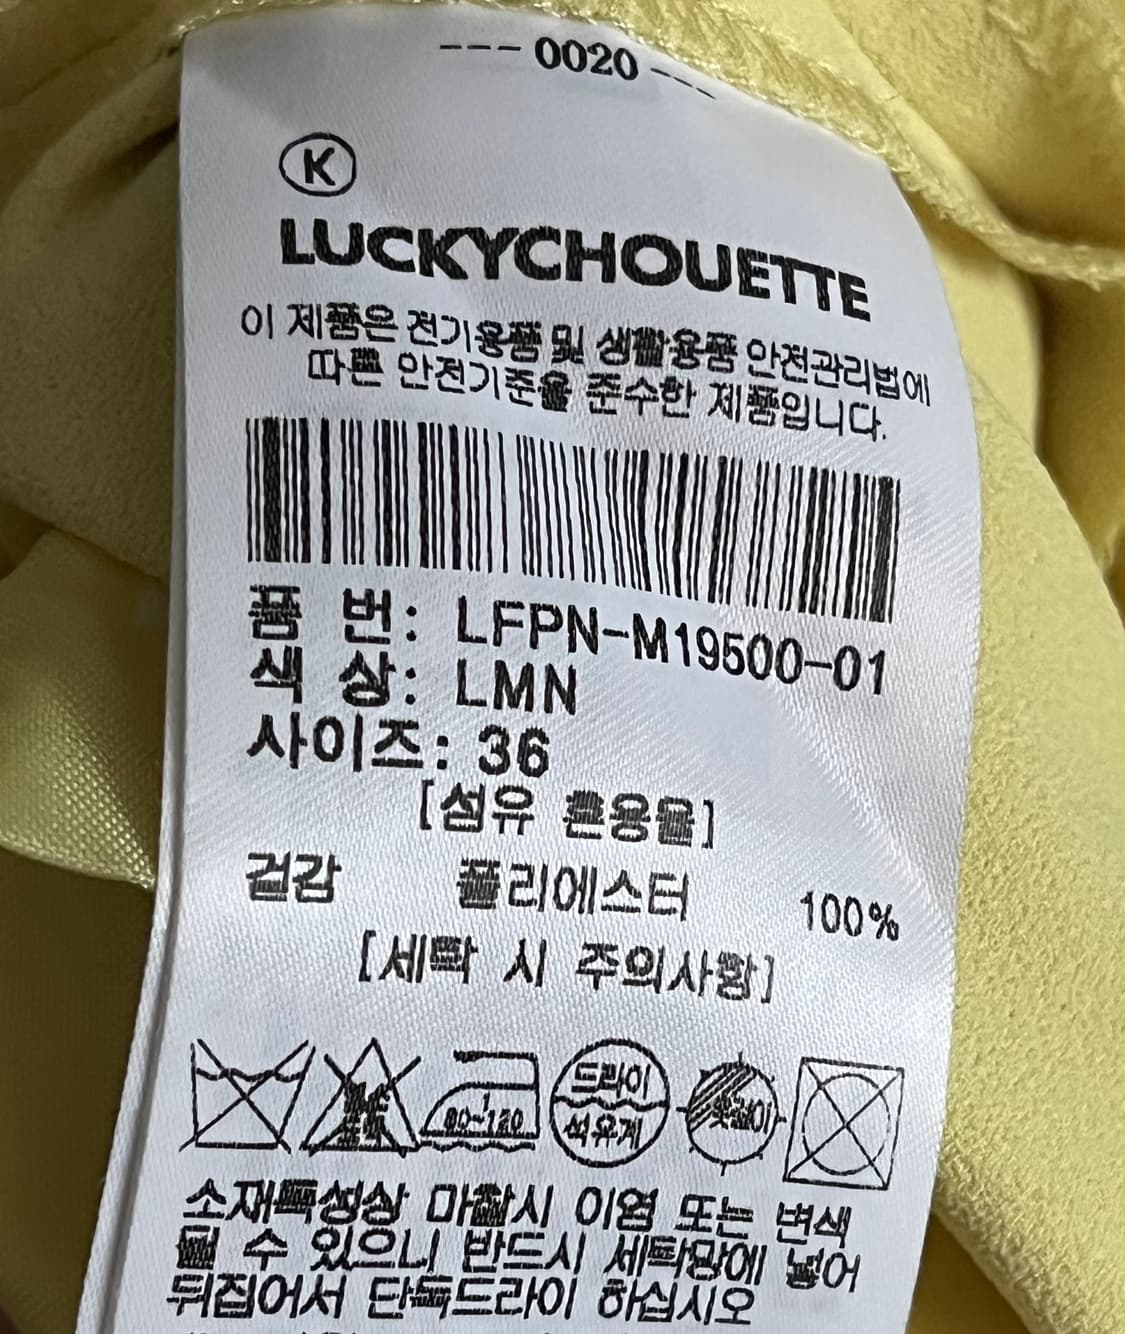 --- 0020 ---
K
LUCKYCHOUETTE
이 제품은 전기용품 및 생활용품 안전관리법에
따른 안전기준을 준수한 제품입니다.
품 번: LFPN-M19500-01
색 상: LMN
사이즈: 36
[섬유 혼용율]
겉감 폴리에스터 100%
[세탁 시 주의사항]
80~120
드라이
석유계
옷걸이
소재특성상 마찰시 이염 또는 변색
될 수 있으니 반드시 세탁망에 넣어
뒤집어서 단독드라이 하십시오